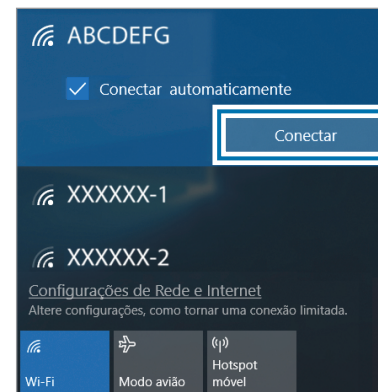 ABCDEFG
Conectar automaticamente
Conectar
XXXXXX-1
XXXXXX-2
Configurações de Rede e Internet
Altere configurações, como tornar uma conexão limitada.
Wi-Fi
Modo avião
Hotspot
móvel